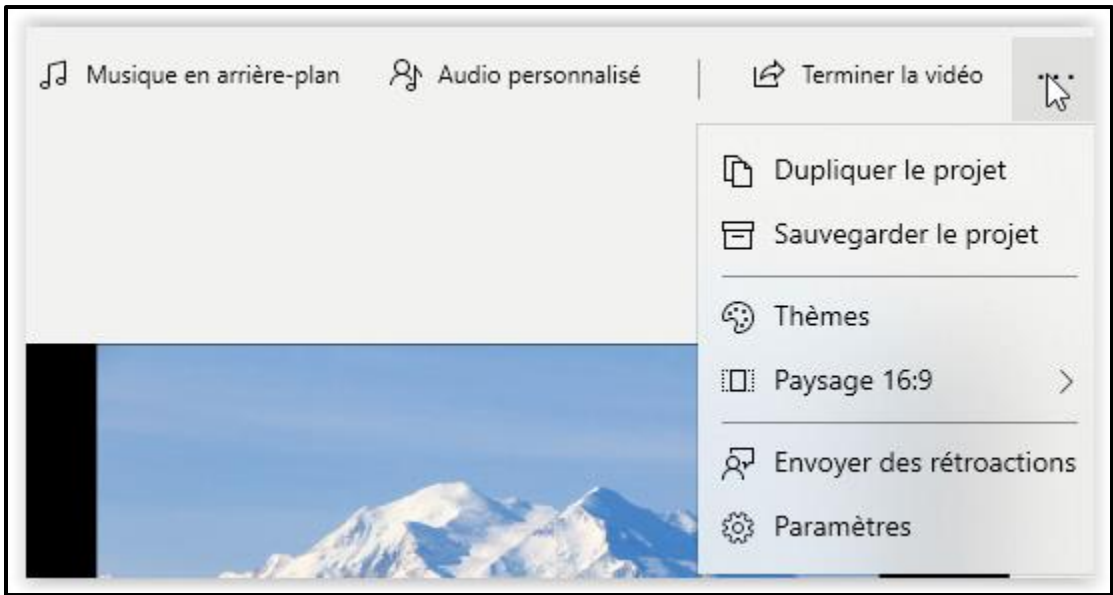 Musique en arrière-plan Audio personnalisé Terminer la vidéo ...
Dupliquer le projet
Sauvegarder le projet
Thèmes
Paysage 16:9
Envoyer des rétroactions
Paramètres